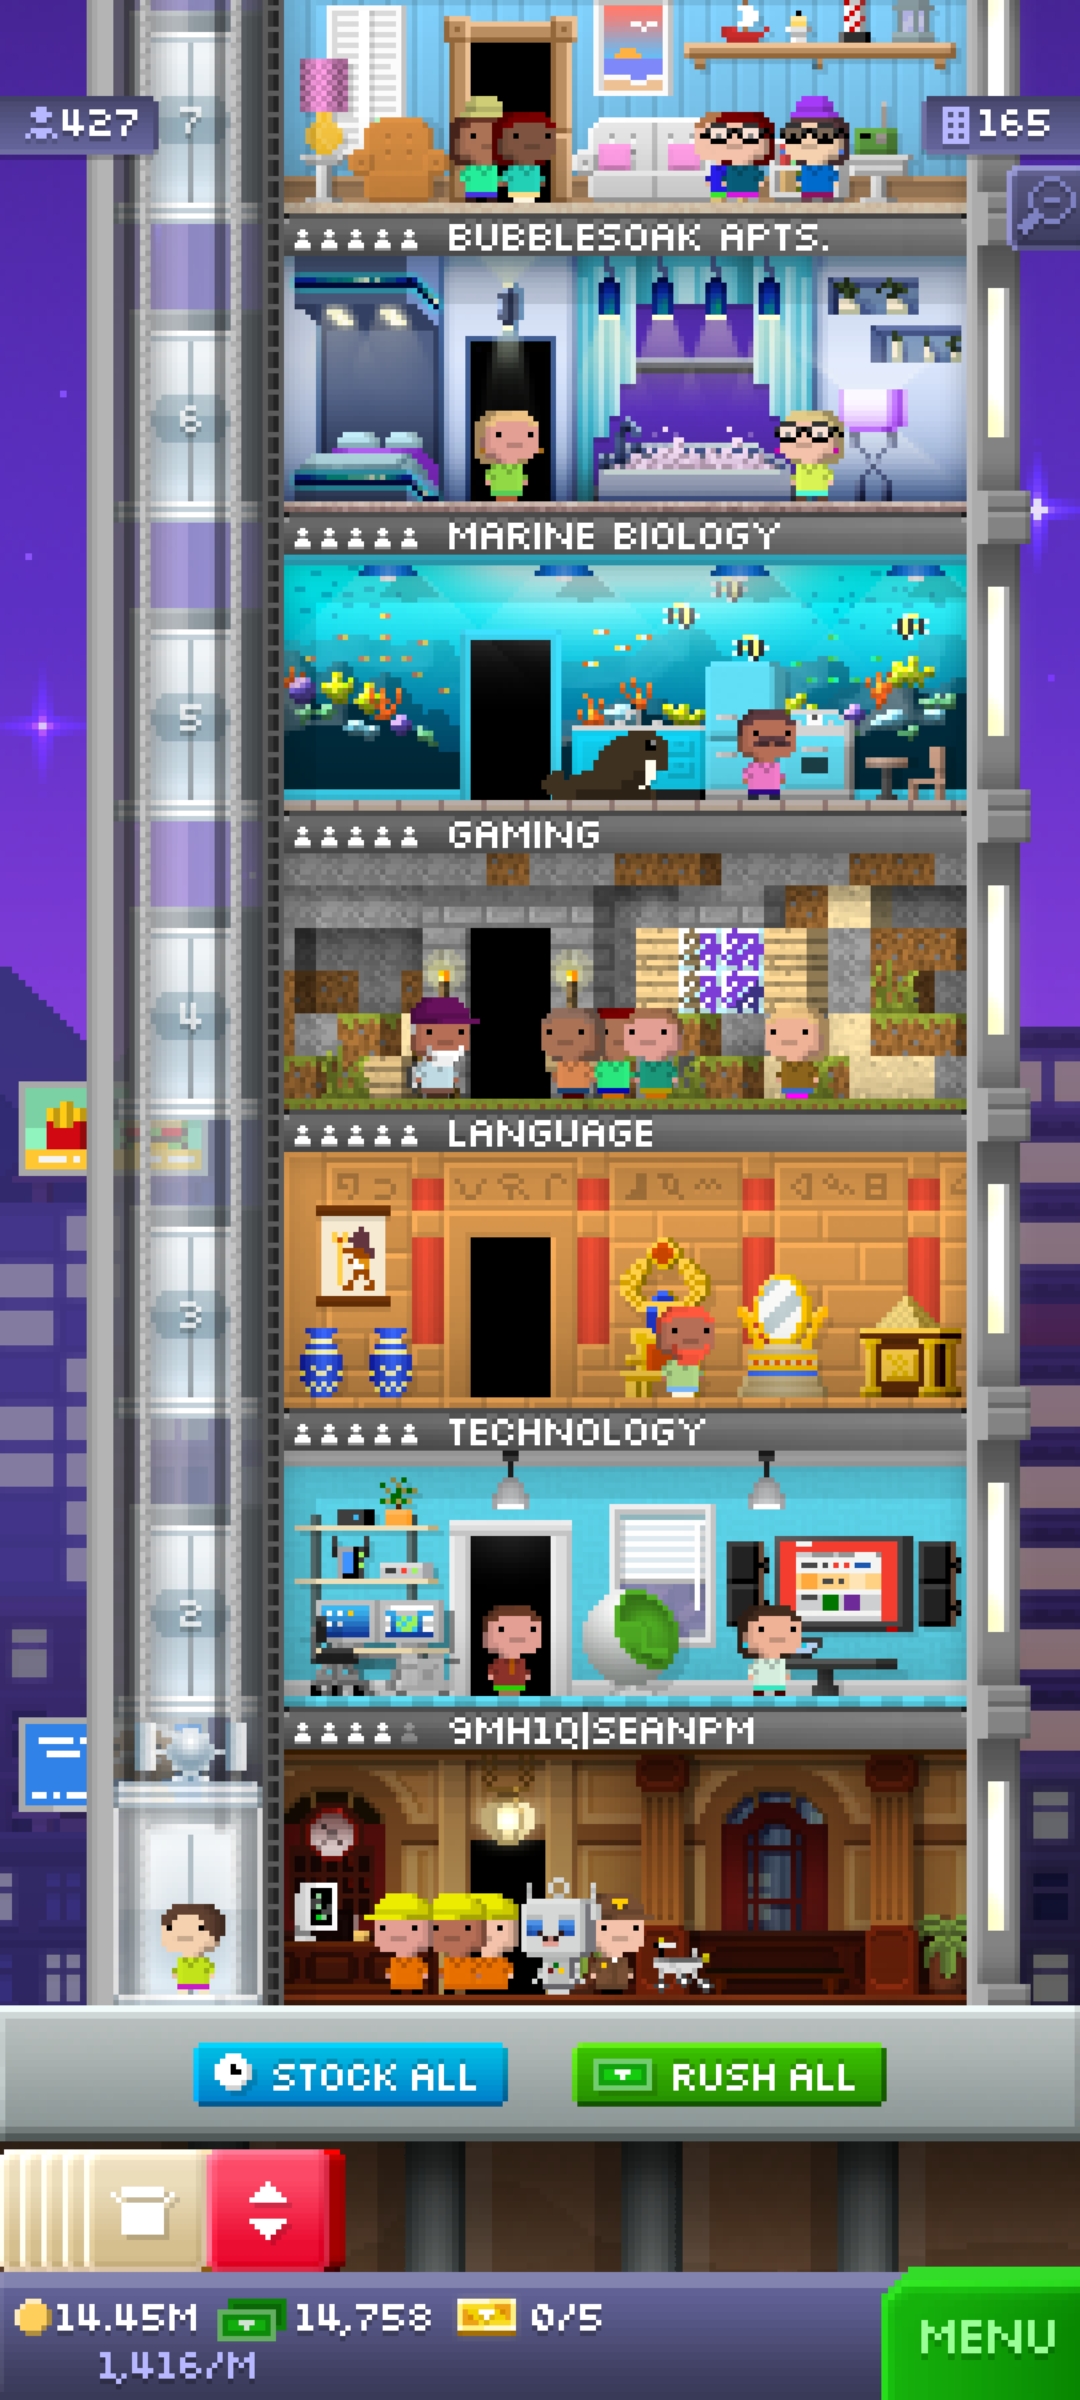 427
7
165
BUBBLESOAK APTS.
6
MARINE BIOLOGY
5
GAMING
4
LANGUAGE
3
TECHNOLOGY
2
9MH1Q|SEANPM
STOCK ALL
RUSH ALL
14.45M
14,758
0/5
1,416/M
MENU